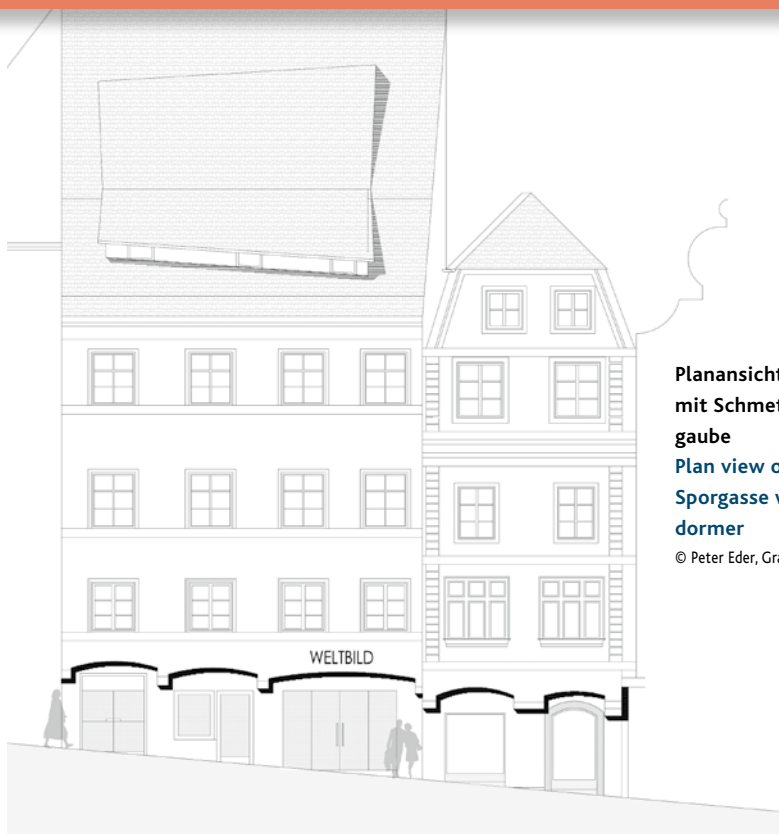 WELTBILD
Planansicht
mit Schmet
gaube
Plan view o
Sporgasse
dormer
© Peter Eder, Gra